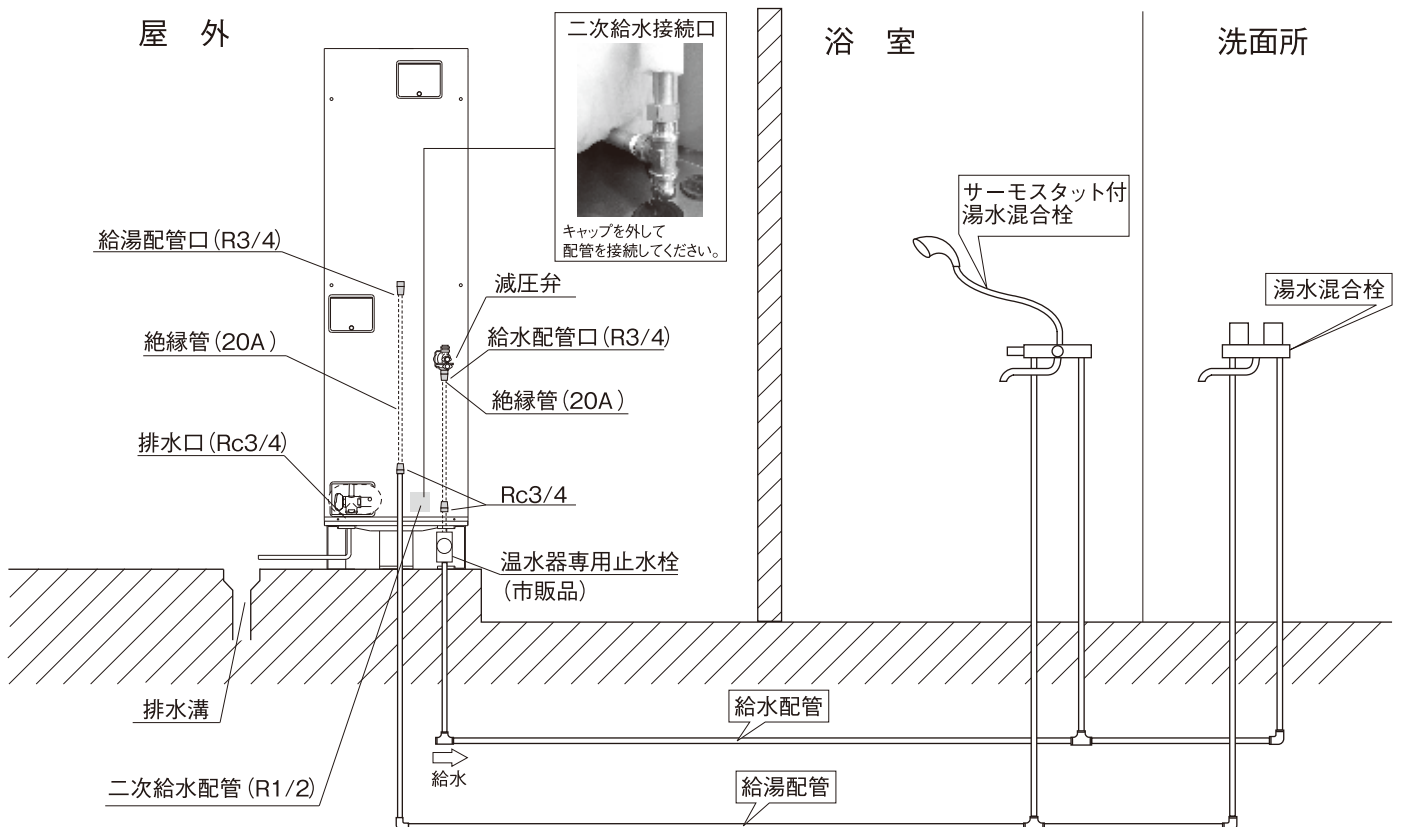 屋　外
二次給水接続口
浴　室
洗面所
キャップを外して
配管を接続してください。
サーモスタット付
湯水混合栓
湯水混合栓
給湯配管口（R3/4）
減圧弁
給水配管口（R3/4）
絶縁管（20A）
絶縁管（20A）
排水口（Rc3/4）
Rc3/4
温水器専用止水栓
（市販品）
排水溝
給水配管
給水
二次給水配管（R1/2）
給湯配管